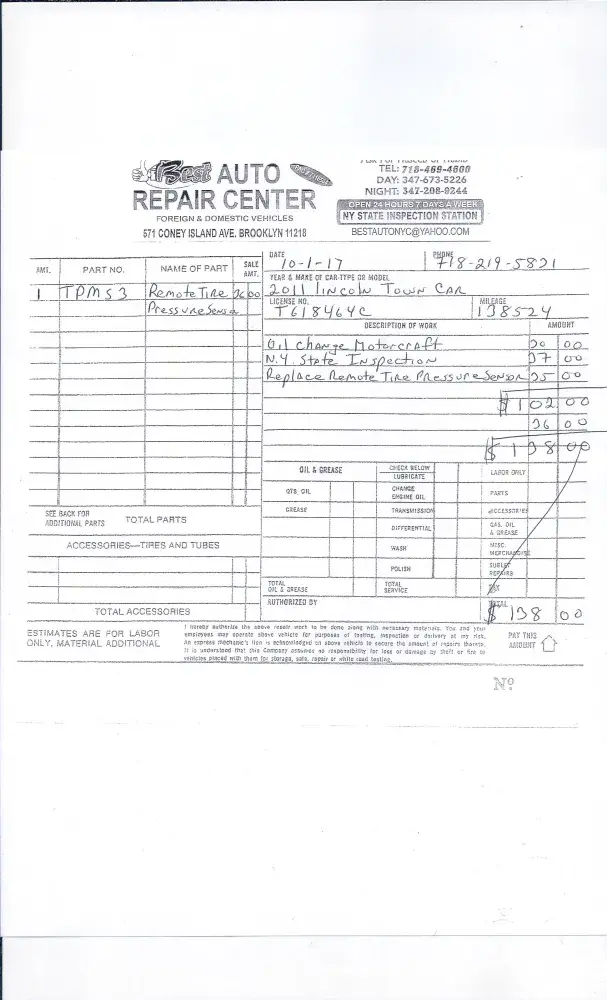 Best AUTO
REPAIR CENTER
FOREIGN & DOMESTIC VEHICLES
571 CONEY ISLAND AVE. BROOKLYN 11218
TEL: 718-469-4600
DAY: 347-673-5226
NIGHT: 347-208-9244
OPEN 24 HOURS 7 DAYS A WEEK
NY STATE INSPECTION STATION
BESTAUTONYC@YAHOO.COM
DATE 10-1-17 PHONE 718-219-5821
AMT. PART NO. NAME OF PART SALE AMT.
YEAR & MAKE OF CAR-TYPE OR MODEL
2011 LINCOLN TOWN CAR
1 TPMS3 Remote Tire 36 00
Pressure Sensor
LICENSE NO. MILEAGE
T618464C 138524
DESCRIPTION OF WORK AMOUNT
Oil change Motorcraft 30 00
N.Y. State Inspection 37 00
Replace Remote Tire Pressure Sensor 35 00
$102 00
36 00
$138 00
OIL & GREASE CHECK BELOW LABOR ONLY
LUBRICATE
QTS. OIL CHANGE ENGINE OIL PARTS
GREASE TRANSMISSION ACCESSORIES
DIFFERENTIAL GAS, OIL & GREASE
WASH MISC. MERCHANDISE
POLISH SUBLET REPAIRS
TOTAL OIL & GREASE TOTAL SERVICE TAX
SEE BACK FOR ADDITIONAL PARTS TOTAL PARTS
ACCESSORIES—TIRES AND TUBES
TOTAL ACCESSORIES
AUTHORIZED BY TOTAL $138 00
ESTIMATES ARE FOR LABOR
ONLY, MATERIAL ADDITIONAL
I hereby authorize the above repair work to be done along with necessary materials. You and your
employees may operate above vehicle for purposes of testing, inspection or delivery at my risk.
An express mechanic's lien is acknowledged on above vehicle to secure the amount of repairs thereto.
It is understood that this Company assumes no responsibility for loss or damage by theft or fire to
vehicles placed with them for storage, sale, repair or while road testing.
PAY THIS
AMOUNT
Nº